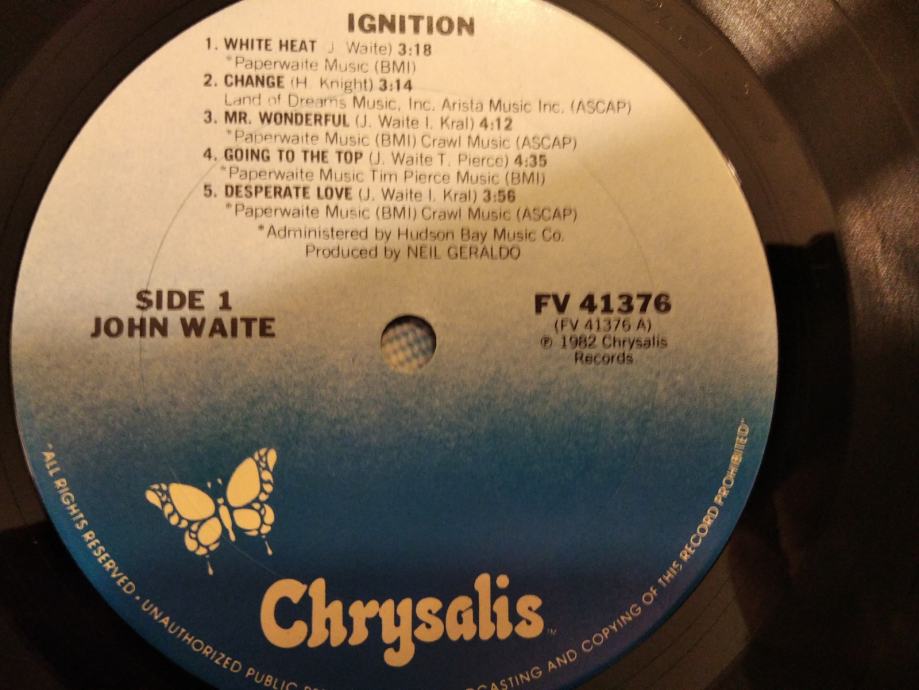 IGNITION
1. WHITE HEAT (J. Waite) 3:18
*Paperwaite Music (BMI)
2. CHANGE (H. Knight) 3:14
Land of Dreams Music, Inc. Arista Music Inc. (ASCAP)
3. MR. WONDERFUL (J. Waite I. Kral) 4:12
*Paperwaite Music (BMI) Crawl Music (ASCAP)
4. GOING TO THE TOP (J. Waite T. Pierce) 4:35
*Paperwaite Music Tim Pierce Music (BMI)
5. DESPERATE LOVE (J. Waite I. Kral) 3:56
*Paperwaite Music (BMI) Crawl Music (ASCAP)
*Administered by Hudson Bay Music Co.
Produced by NEIL GERALDO
SIDE 1
JOHN WAITE
FV 41376
(FV 41376 A)
℗ 1982 Chrysalis
Records
Chrysalis™
"ALL RIGHTS RESERVED · UNAUTHORIZED PUBLIC
AND COPYING OF THIS RECORD PROHIBITED"